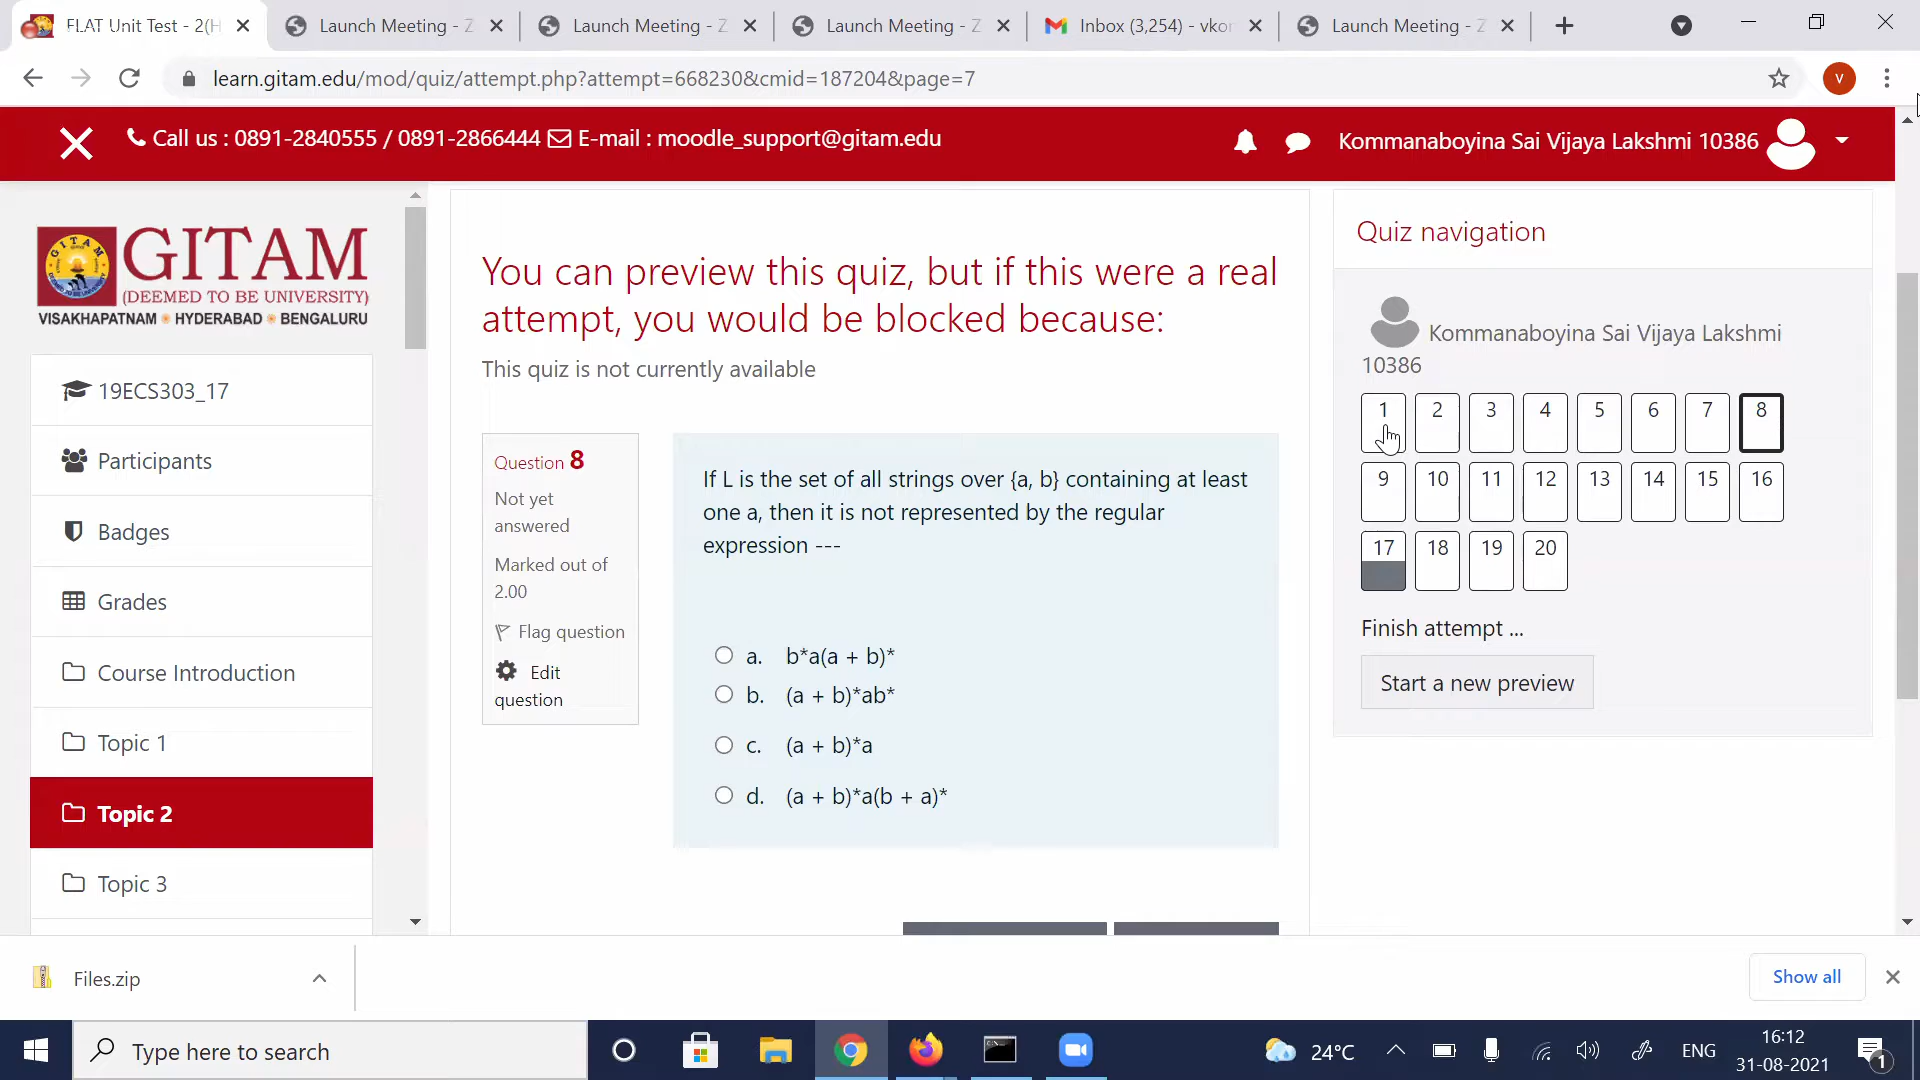 FLAT Unit Test - 2(H
Launch Meeting - Z
Launch Meeting - Z
Launch Meeting - Z
Inbox (3,254) - vkor
Launch Meeting - Z
learn.gitam.edu/mod/quiz/attempt.php?attempt=668230&cmid=187204&page=7
V
Call us : 0891-2840555 / 0891-2866444 E-mail : moodle_support@gitam.edu
Kommanaboyina Sai Vijaya Lakshmi 10386
GITAM
(DEEMED TO BE UNIVERSITY)
VISAKHAPATNAM HYDERABAD BENGALURU
19ECS303_17
Participants
Badges
Grades
Course Introduction
Topic 1
Topic 2
Topic 3
You can preview this quiz, but if this were a real
attempt, you would be blocked because:
This quiz is not currently available
Question 8
Not yet
answered
Marked out of
2.00
Flag question
Edit
question
If L is the set of all strings over {a, b} containing at least
one a, then it is not represented by the regular
expression ---
a. b*a(a + b)*
b. (a + b)*ab*
c. (a + b)*a
d. (a + b)*a(b + a)*
Quiz navigation
Kommanaboyina Sai Vijaya Lakshmi
10386
1 2 3 4 5 6 7 8
9 10 11 12 13 14 15 16
17 18 19 20
Finish attempt ...
Start a new preview
Files.zip
Show all
Type here to search
24°C
ENG
16:12
31-08-2021
1